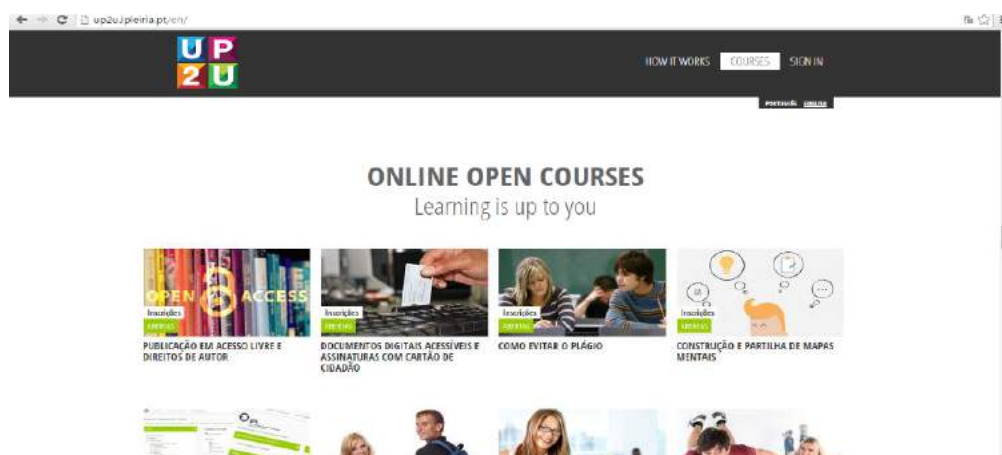 up2u.ipleiria.pt/en/
UP
2U
HOW IT WORKS COURSES SIGN IN
PORTUGUÊS ENGLISH
ONLINE OPEN COURSES
Learning is up to you
OPEN ACCESS
Inscrições
ABERTAS
PUBLICAÇÃO EM ACESSO LIVRE E
DIREITOS DE AUTOR
Inscrições
ABERTAS
DOCUMENTOS DIGITAIS ACESSÍVEIS E
ASSINATURAS COM CARTÃO DE
CIDADÃO
Inscrições
ABERTAS
COMO EVITAR O PLÁGIO
Inscrições
ABERTAS
CONSTRUÇÃO E PARTILHA DE MAPAS
MENTAIS